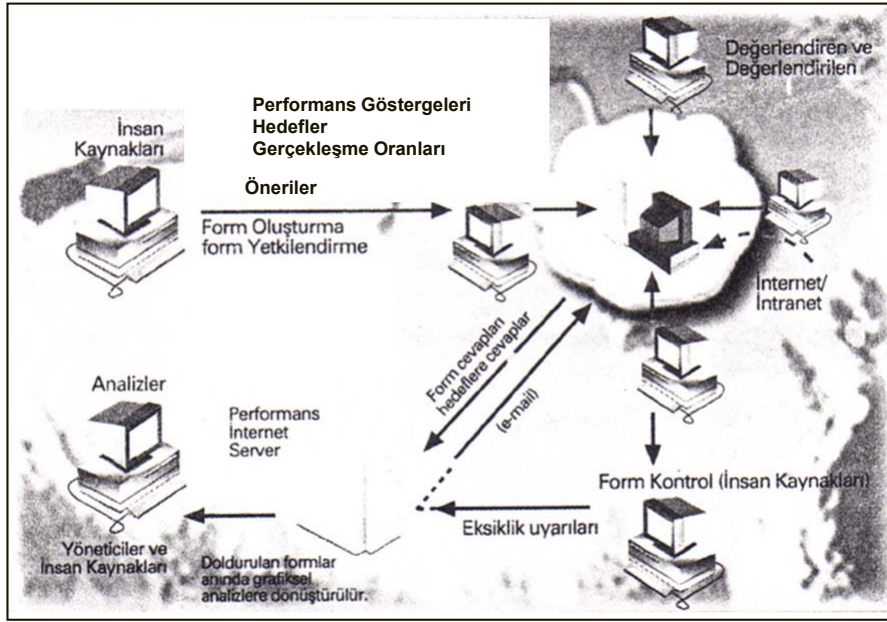 Değerlendiren ve
Değerlendirilen
Performans Göstergeleri
Hedefler
Gerçekleşme Oranları
İnsan
Kaynakları
Öneriler
Form Oluşturma
form Yetkilendirme
İnternet/
İntranet
Form cevapları
hedeflere cevaplar
(e-mail)
Analizler
Performans
İnternet
Server
Form Kontrol (İnsan Kaynakları)
Eksiklik uyarıları
Yöneticiler ve
İnsan Kaynakları
Doldurulan formlar
anında grafiksel
analizlere dönüştürülür.